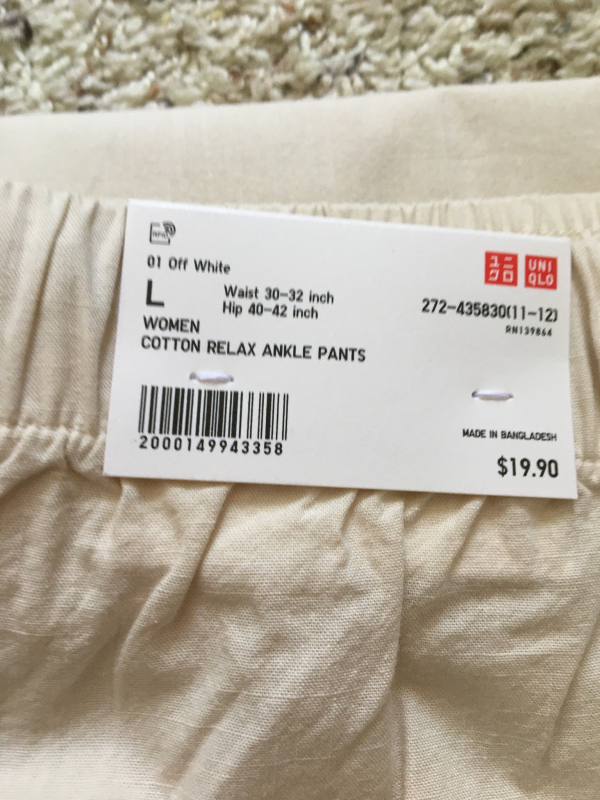 RFID
01 Off White
L
Waist 30-32 inch
Hip 40-42 inch
WOMEN
COTTON RELAX ANKLE PANTS
2000149943358
ユニ
クロ
UNI
QLO
272-435830(11-12)
RN139864
MADE IN BANGLADESH
$19.90